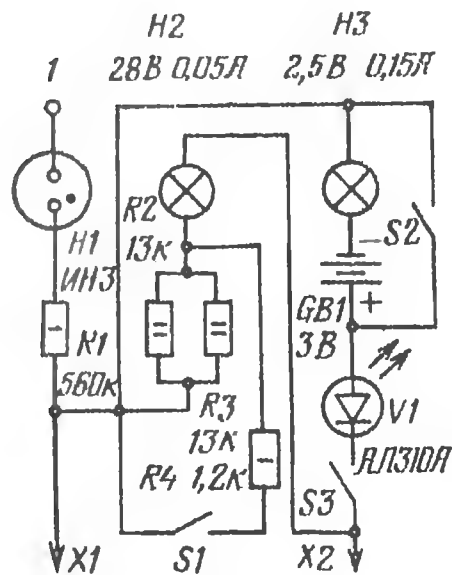 H2 H3
1 28В 0,05А 2,5В 0,15А
R2
13к
− S2
H1
ИН3
GB1 +
3В
R1
560к
V1
R3
13к
АЛ310А
R4 1,2к
S3
X1 S1 X2